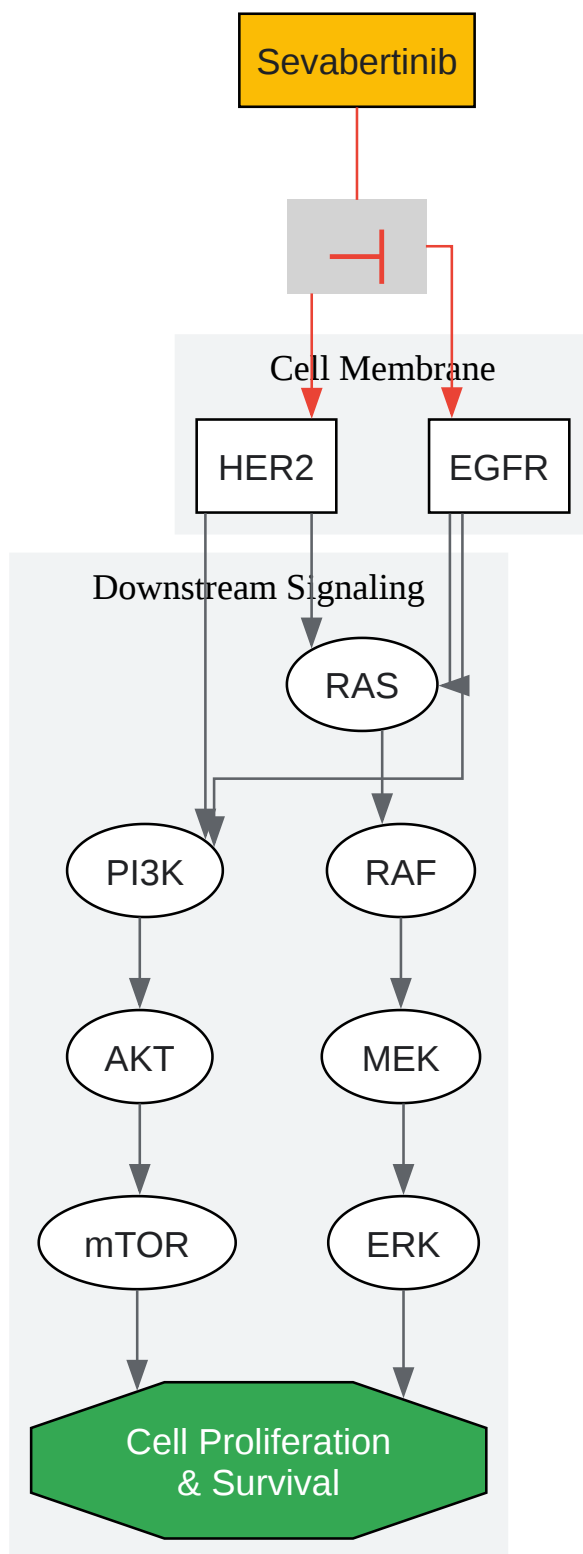 Sevabertinib
Cell Membrane
HER2
EGFR
Downstream Signaling
RAS
PI3K
RAF
AKT
MEK
mTOR
ERK
Cell Proliferation
& Survival